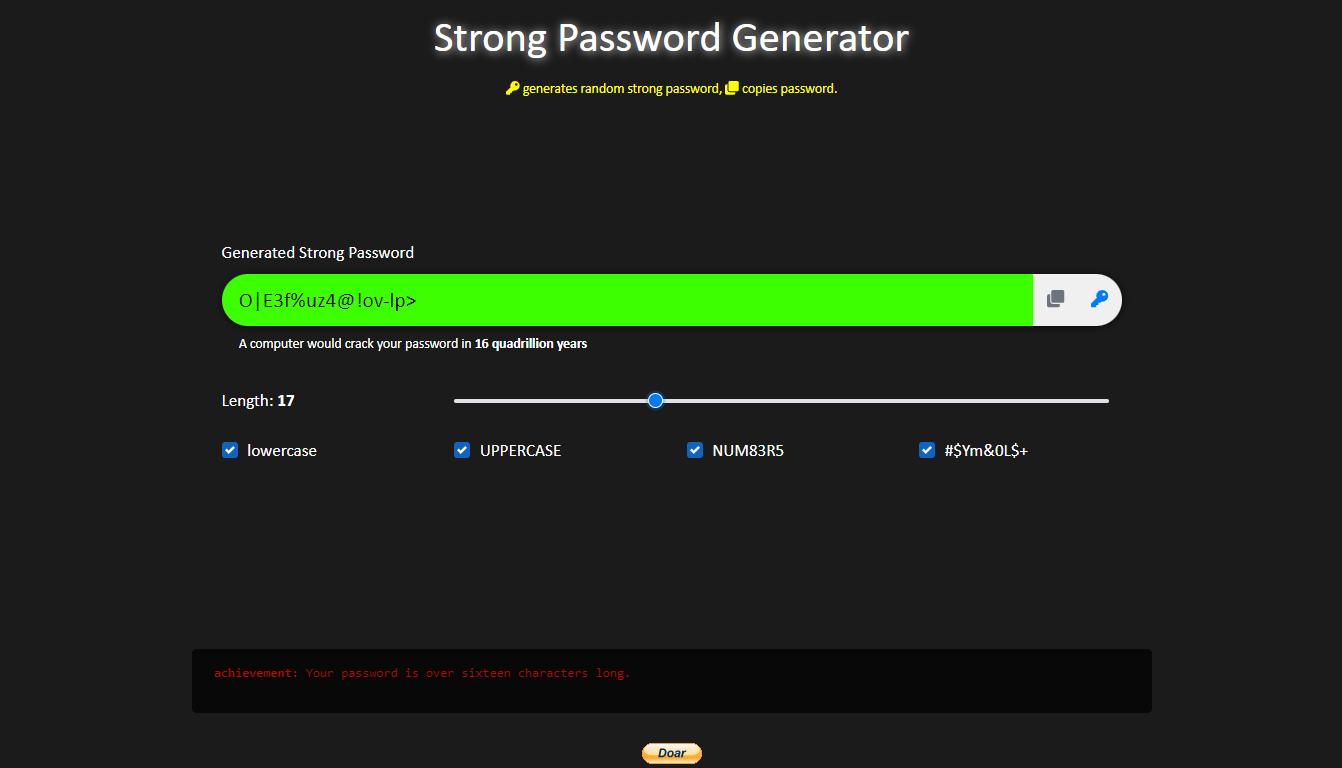 Strong Password Generator
generates random strong password, copies password.
Generated Strong Password
O|E3f%uz4@!ov-lp>
A computer would crack your password in 16 quadrillion years
Length: 17
lowercase UPPERCASE NUM83R5 #$Ym&0L$+
achievement: Your password is over sixteen characters long.
Doar